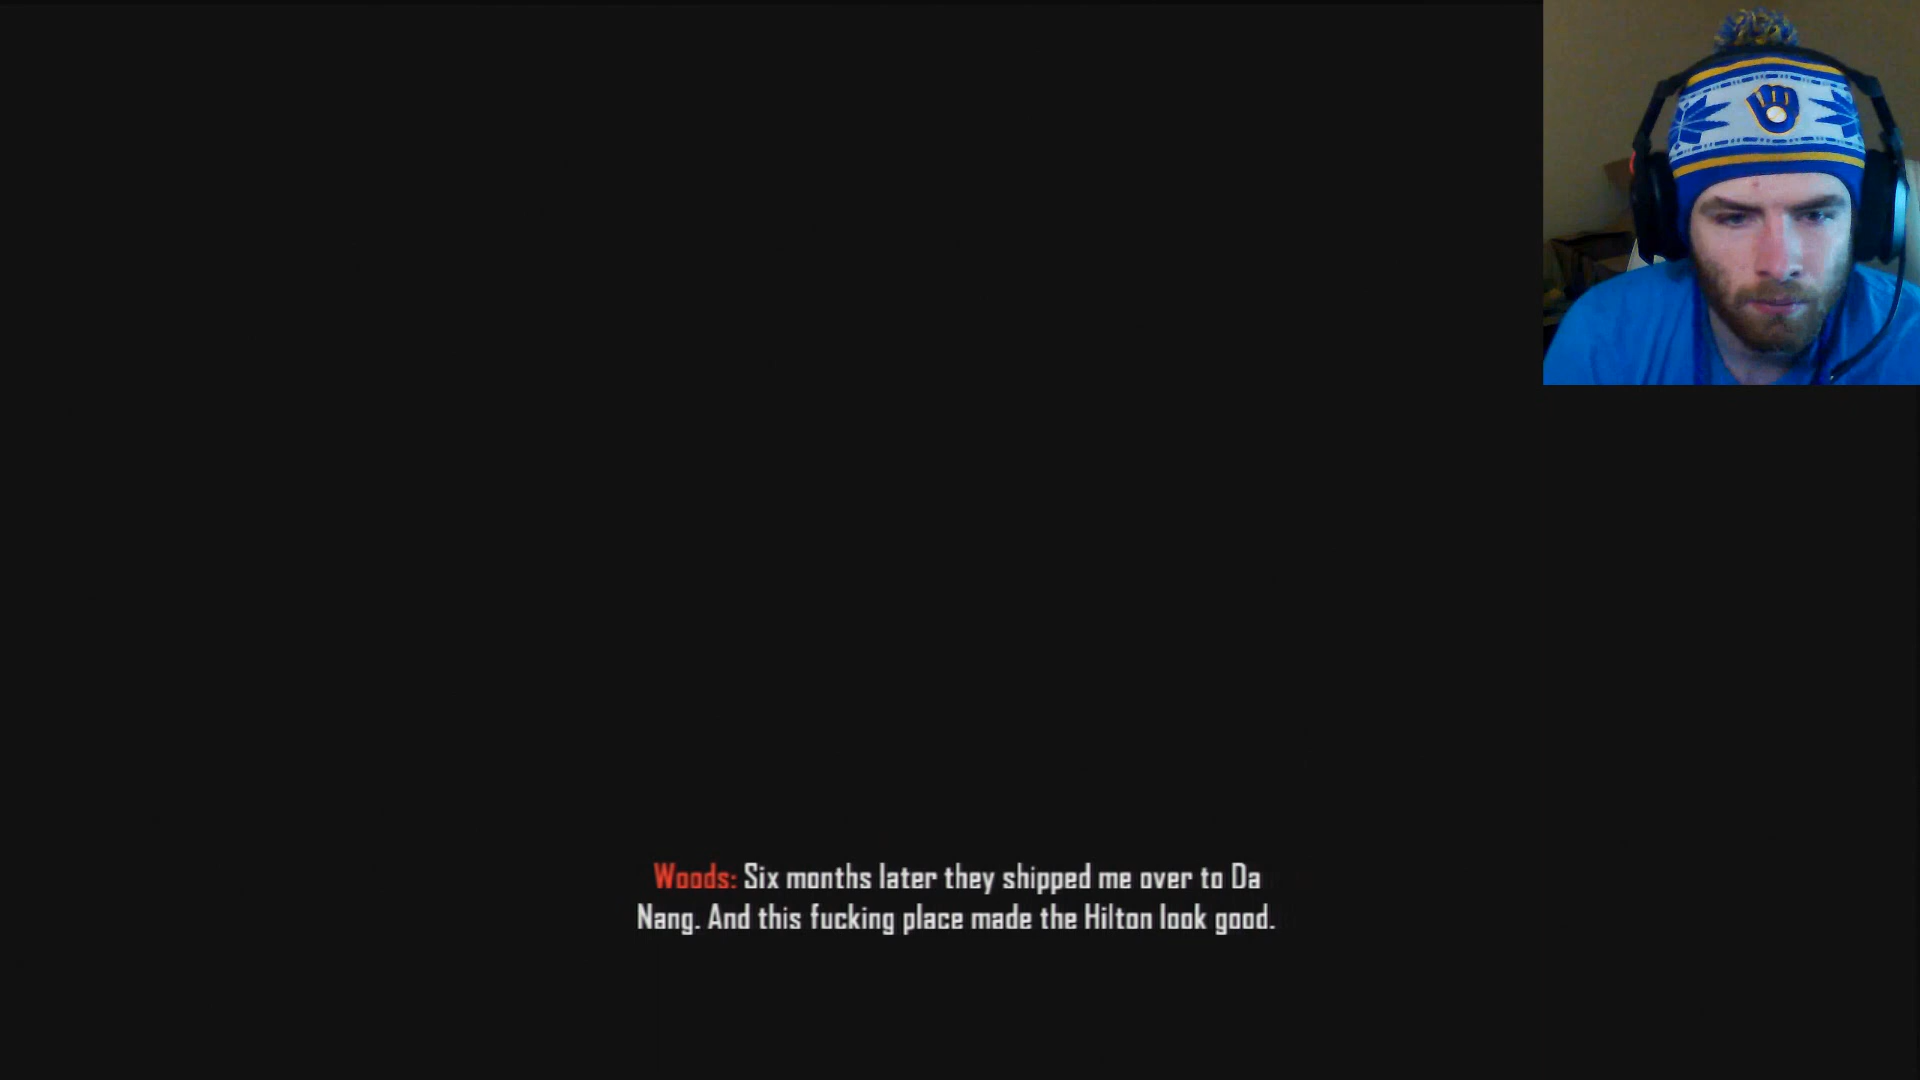 Woods: Six months later they shipped me over to Da
Nang. And this fucking place made the Hilton look good.